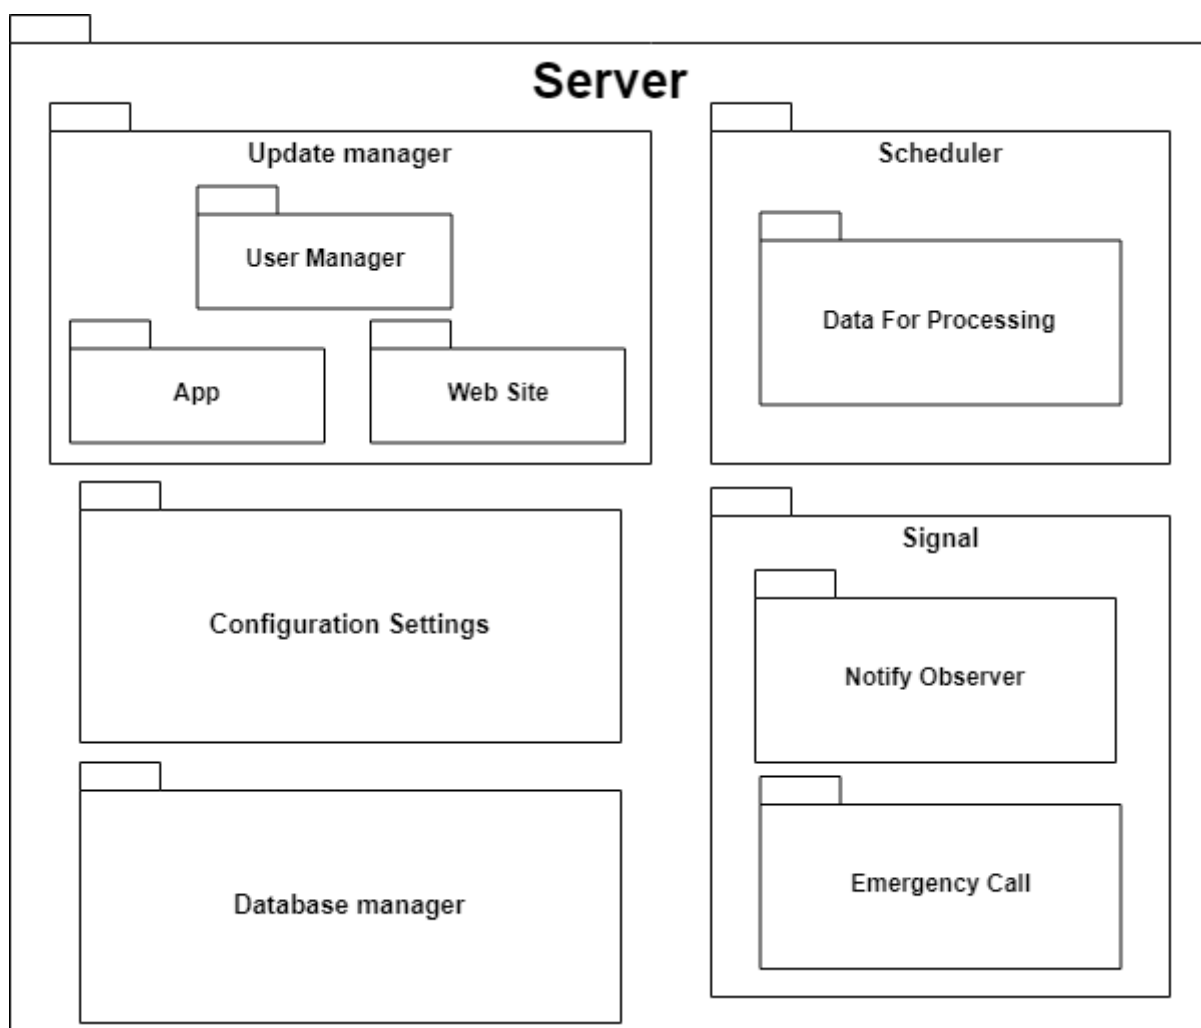 Server
Update manager
User Manager
App
Web Site
Scheduler
Data For Processing
Configuration Settings
Database manager
Signal
Notify Observer
Emergency Call